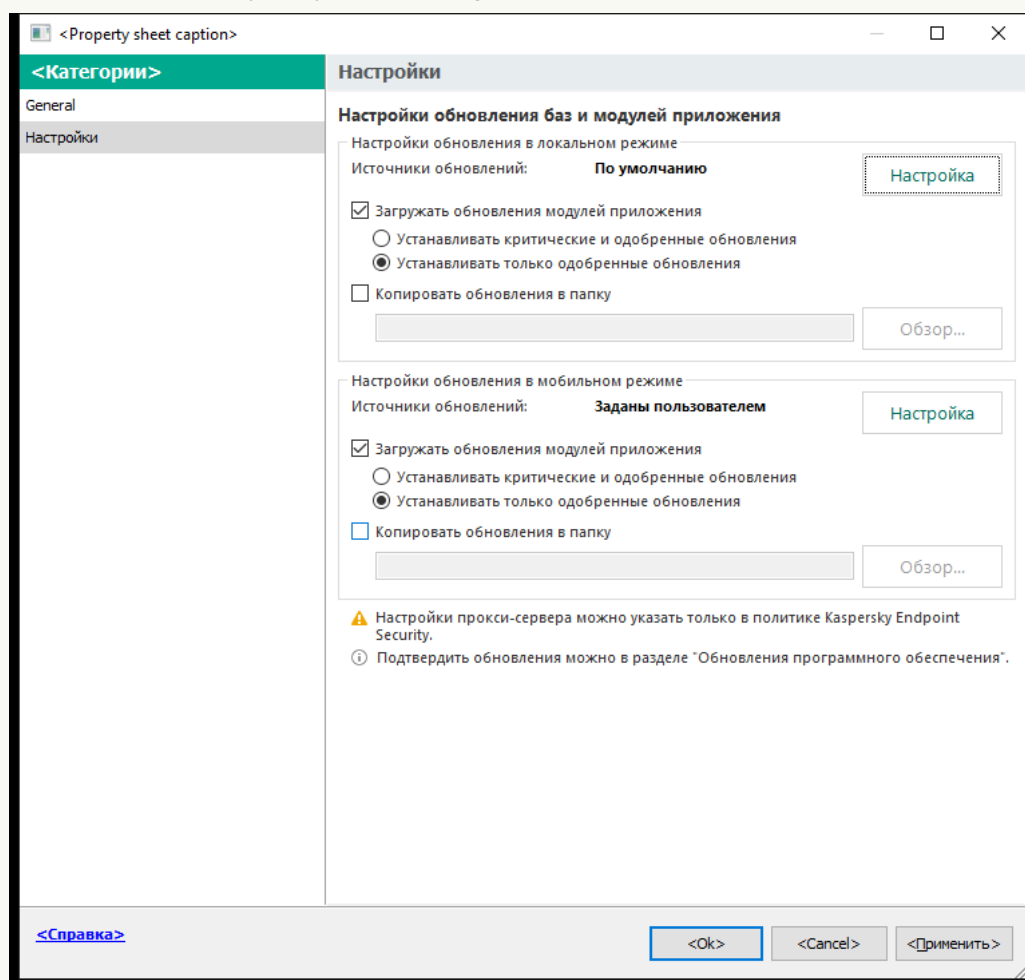 <Property sheet caption>
<Категории>
General
Настройки
Настройки
Настройки обновления баз и модулей приложения
Настройки обновления в локальном режиме
Источники обновлений: По умолчанию Настройка
Загружать обновления модулей приложения
Устанавливать критические и одобренные обновления
Устанавливать только одобренные обновления
Копировать обновления в папку
Обзор...
Настройки обновления в мобильном режиме
Источники обновлений: Заданы пользователем Настройка
Загружать обновления модулей приложения
Устанавливать критические и одобренные обновления
Устанавливать только одобренные обновления
Копировать обновления в папку
Обзор...
Настройки прокси-сервера можно указать только в политике Kaspersky Endpoint
Security.
Подтвердить обновления можно в разделе "Обновления программного обеспечения".
<Справка>
<Ok> <Cancel> <Применить>